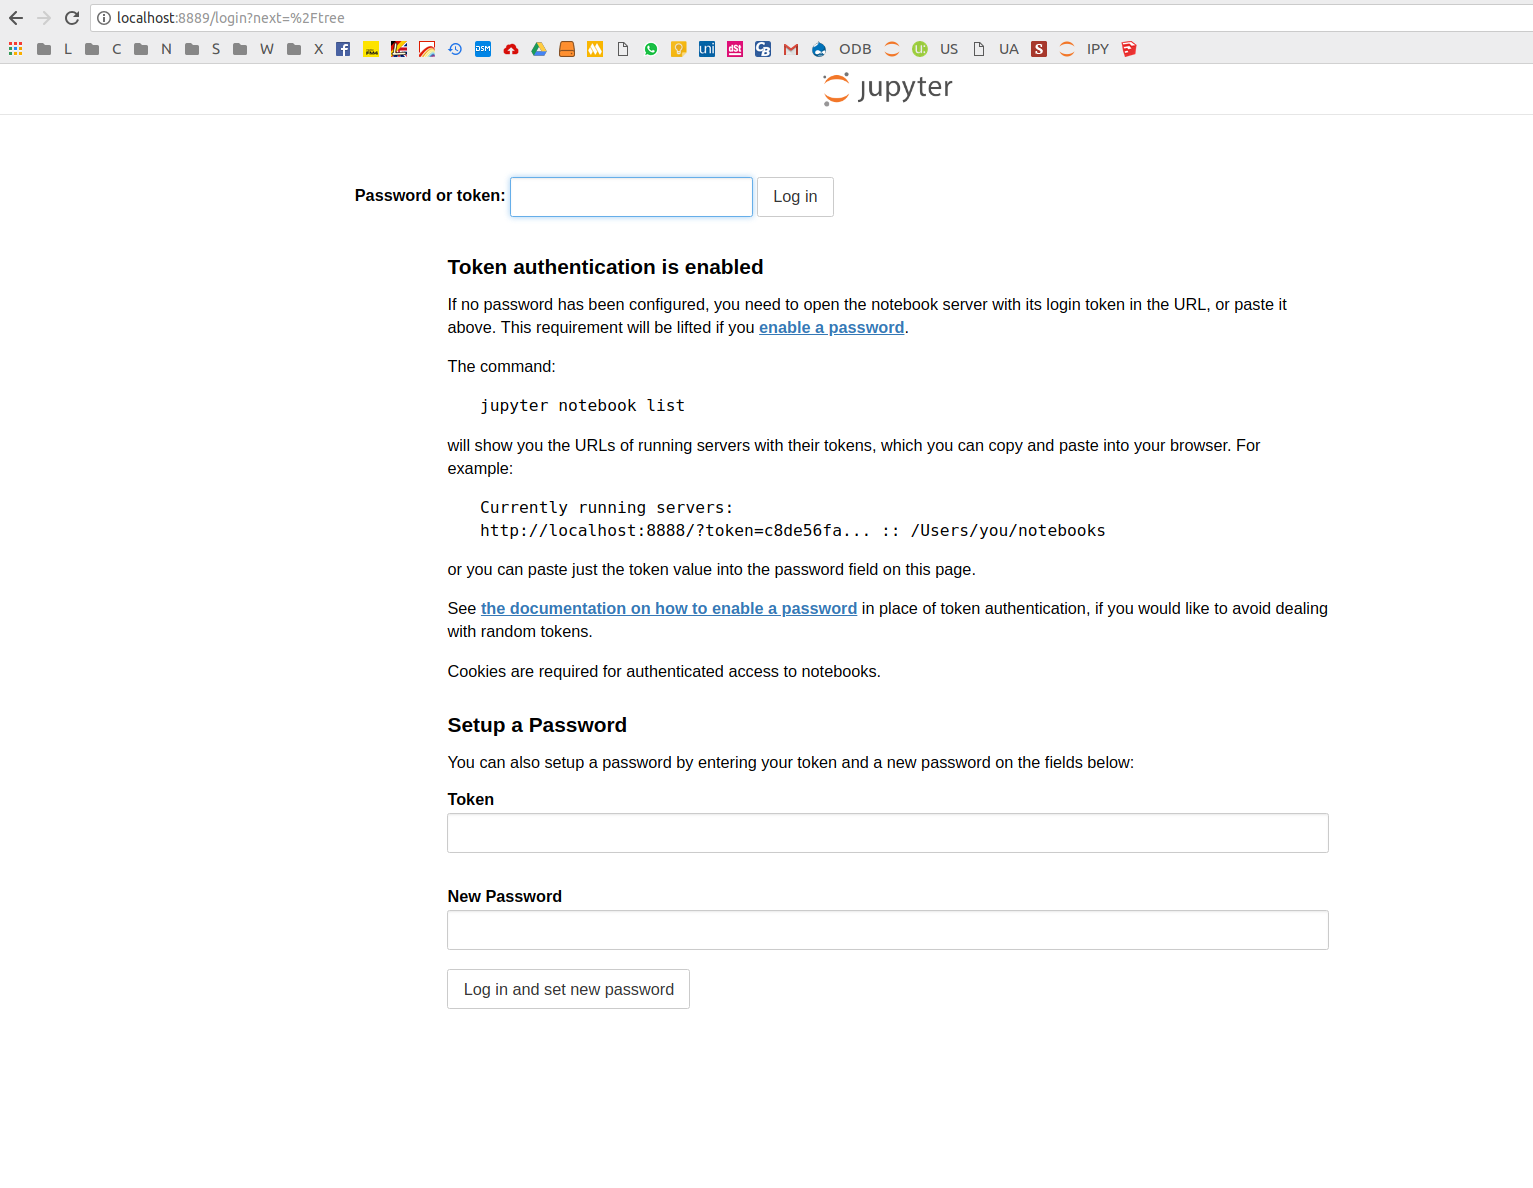 localhost:8889/login?next=%2Ftree
L C N S W X DSM uni dSt CB ODB u: US UA S IPY
jupyter
Password or token: Log in
Token authentication is enabled
If no password has been configured, you need to open the notebook server with its login token in the URL, or paste it
above. This requirement will be lifted if you enable a password.
The command:
jupyter notebook list
will show you the URLs of running servers with their tokens, which you can copy and paste into your browser. For
example:
Currently running servers:
http://localhost:8888/?token=c8de56fa... :: /Users/you/notebooks
or you can paste just the token value into the password field on this page.
See the documentation on how to enable a password in place of token authentication, if you would like to avoid dealing
with random tokens.
Cookies are required for authenticated access to notebooks.
Setup a Password
You can also setup a password by entering your token and a new password on the fields below:
Token
New Password
Log in and set new password